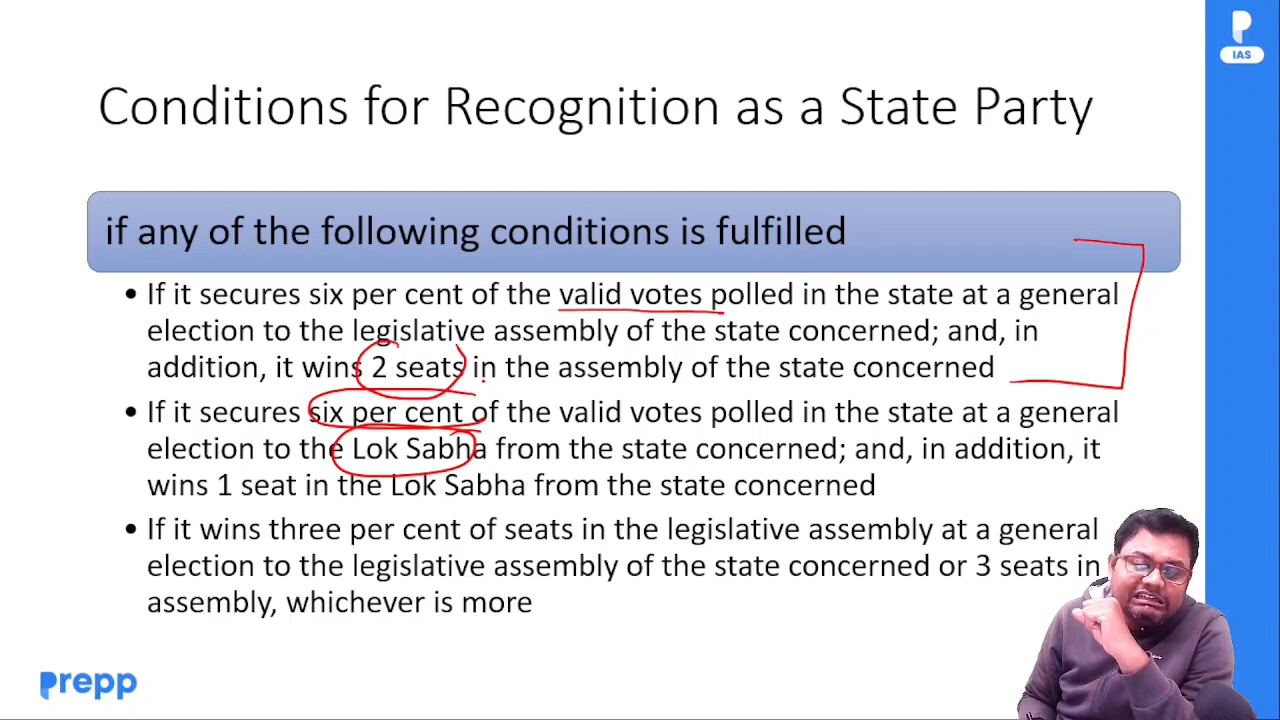 IAS
Conditions for Recognition as a State Party
if any of the following conditions is fulfilled
• If it secures six per cent of the valid votes polled in the state at a general
election to the legislative assembly of the state concerned; and, in
addition, it wins 2 seats in the assembly of the state concerned
• If it secures six per cent of the valid votes polled in the state at a general
election to the Lok Sabha from the state concerned; and, in addition, it
wins 1 seat in the Lok Sabha from the state concerned
• If it wins three per cent of seats in the legislative assembly at a general
election to the legislative assembly of the state concerned or 3 seats in
assembly, whichever is more
prepp